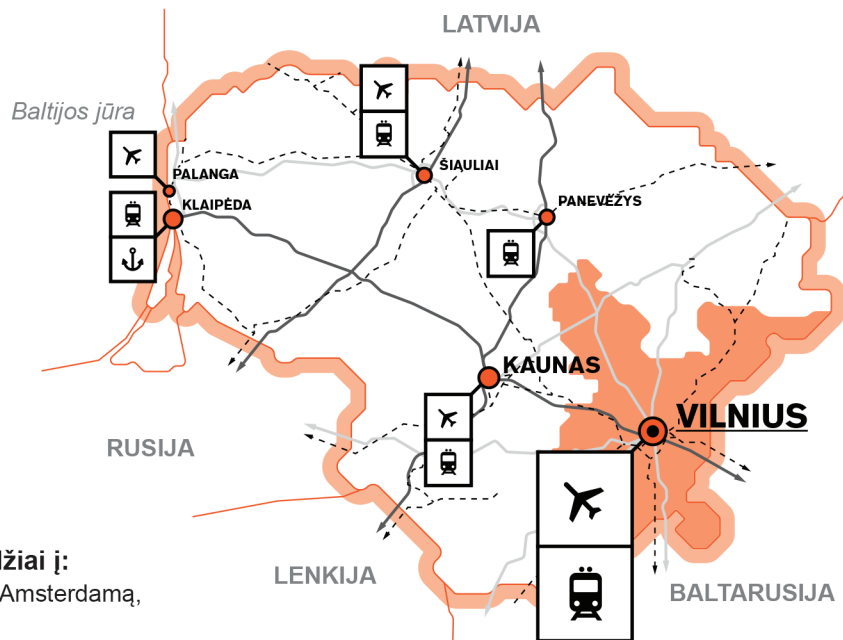 LATVIJA
Baltijos jūra
PALANGA
KLAIPĖDA
ŠIAULIAI
PANEVĖŽYS
KAUNAS
VILNIUS
RUSIJA
LENKIJA
BALTARUSIJA
džiai į:
Amsterdamą,